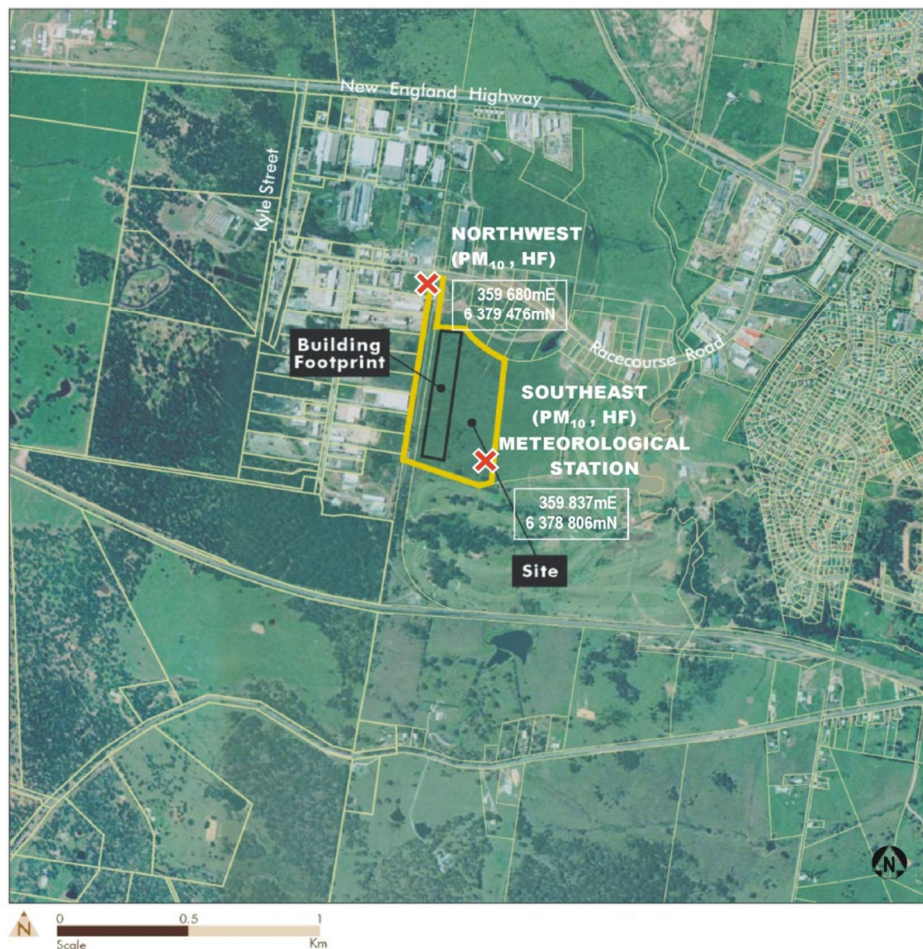 New England Highway
Kyle Street
NORTHWEST
(PM₁₀ , HF)
359 680mE
6 379 476mN
Building
Footprint
Racecourse Road
SOUTHEAST
(PM₁₀ , HF)
METEOROLOGICAL
STATION
359 837mE
6 378 806mN
Site
N
N
0 0.5 1
Scale Km